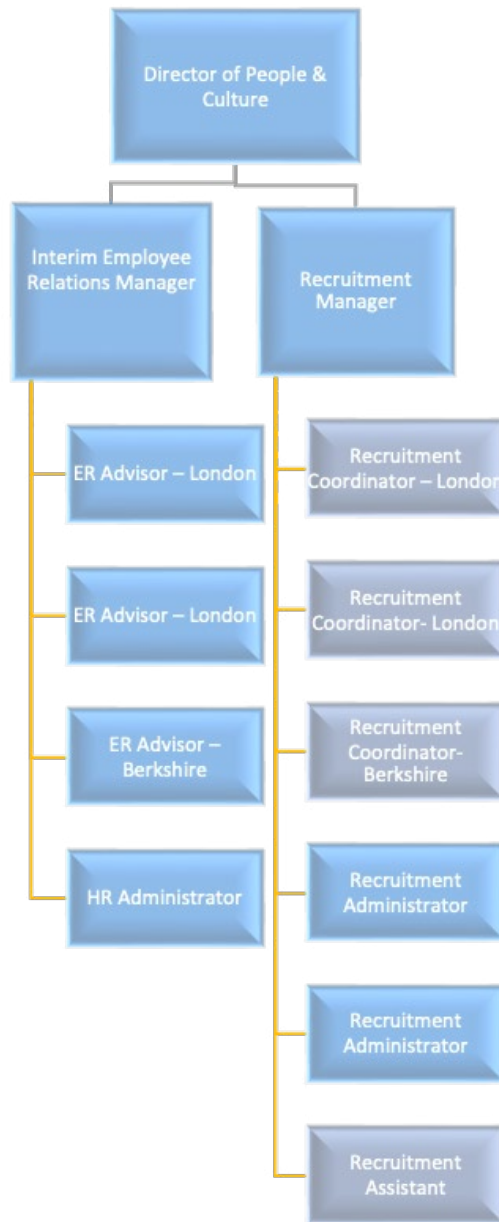 Director of People &
Culture
Interim Employee
Relations Manager
Recruitment
Manager
ER Advisor – London
ER Advisor – London
ER Advisor –
Berkshire
HR Administrator
Recruitment
Coordinator – London
Recruitment
Coordinator- London
Recruitment
Coordinator-
Berkshire
Recruitment
Administrator
Recruitment
Administrator
Recruitment
Assistant